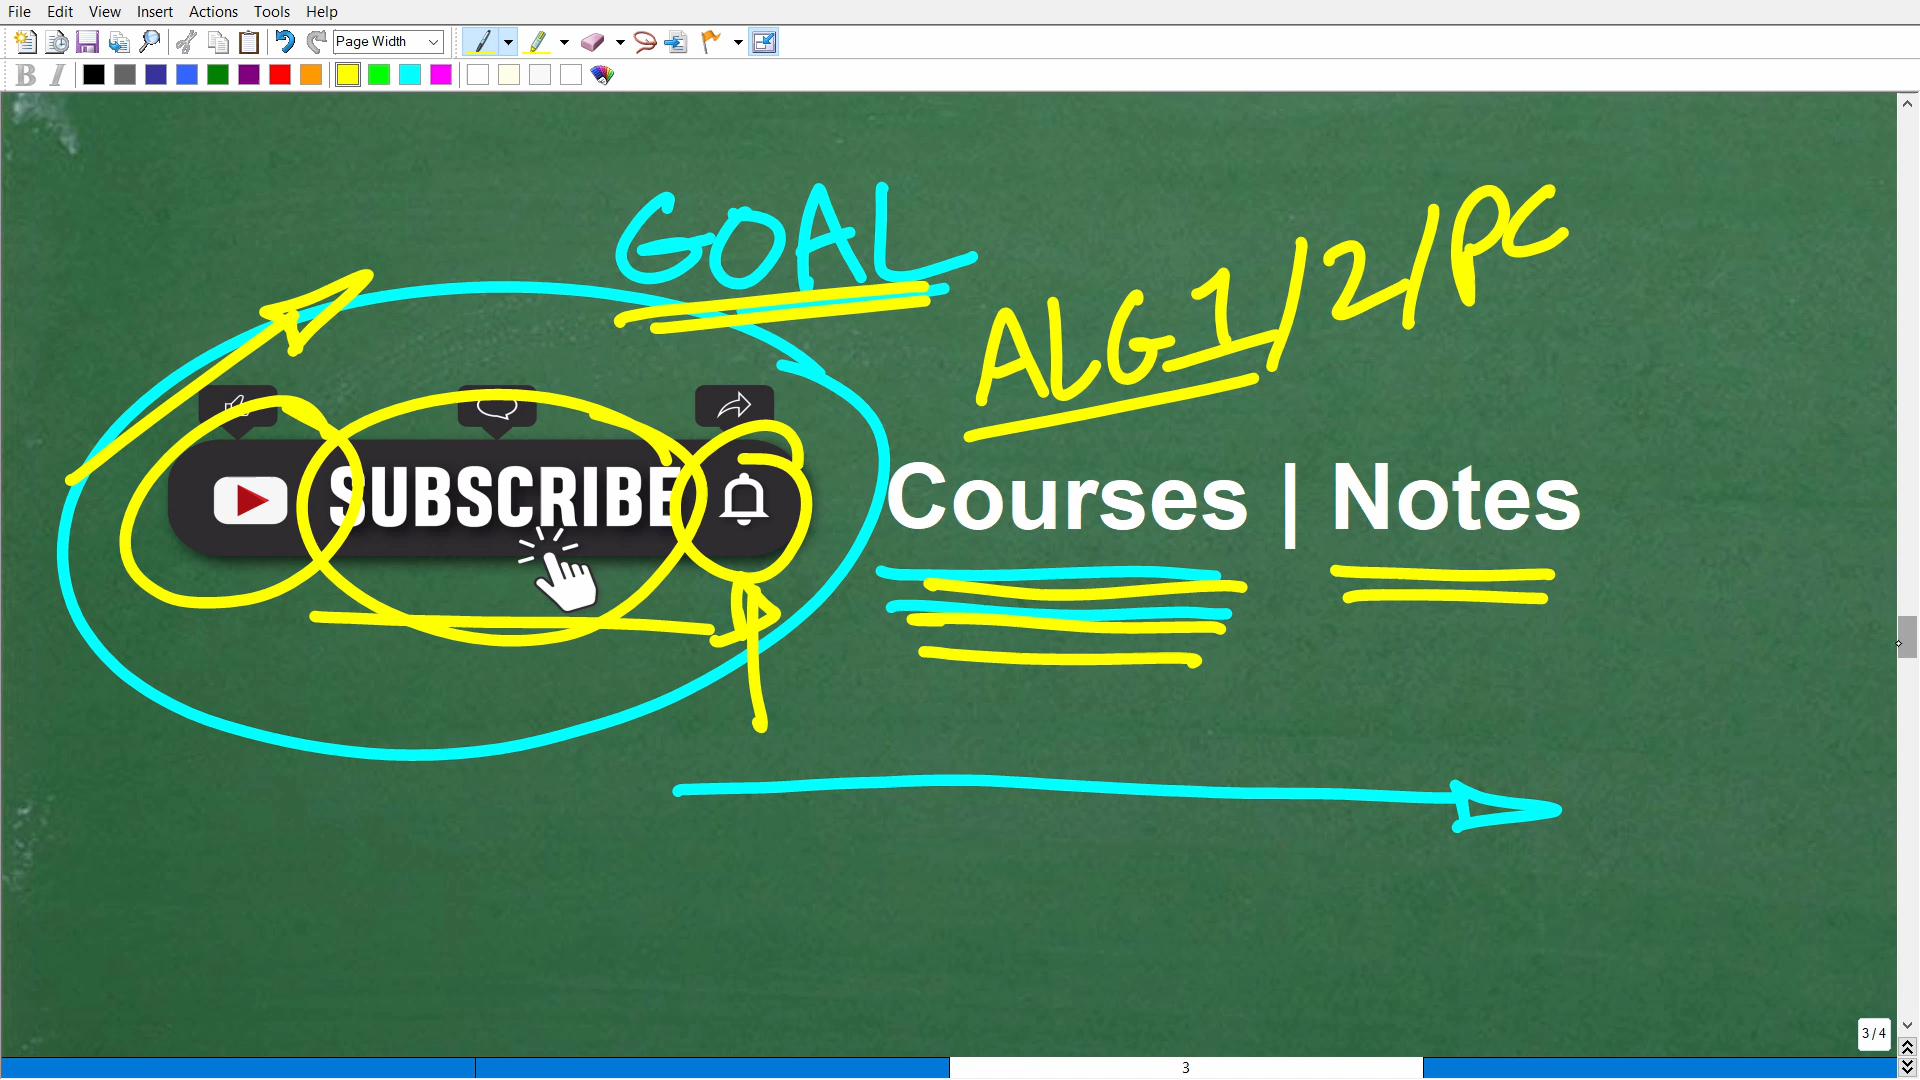 File Edit View Insert Actions Tools Help
Page Width
B I
GOAL
ALG 1/2/PC
SUBSCRIBE
Courses | Notes
3 / 4
3